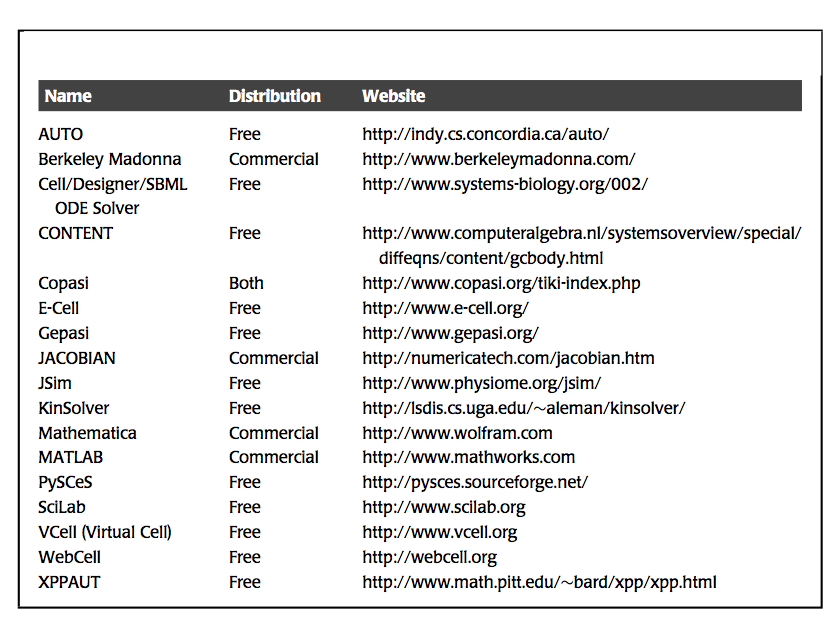 Name Distribution Website
AUTO Free http://indy.cs.concordia.ca/auto/
Berkeley Madonna Commercial http://www.berkeleymadonna.com/
Cell/Designer/SBML Free http://www.systems-biology.org/002/
ODE Solver
CONTENT Free http://www.computeralgebra.nl/systemsoverview/special/
diffeqns/content/gcbody.html
Copasi Both http://www.copasi.org/tiki-index.php
E-Cell Free http://www.e-cell.org/
Gepasi Free http://www.gepasi.org/
JACOBIAN Commercial http://numericatech.com/jacobian.htm
JSim Free http://www.physiome.org/jsim/
KinSolver Free http://lsdis.cs.uga.edu/~aleman/kinsolver/
Mathematica Commercial http://www.wolfram.com
MATLAB Commercial http://www.mathworks.com
PySCeS Free http://pysces.sourceforge.net/
SciLab Free http://www.scilab.org
VCell (Virtual Cell) Free http://www.vcell.org
WebCell Free http://webcell.org
XPPAUT Free http://www.math.pitt.edu/~bard/xpp/xpp.html